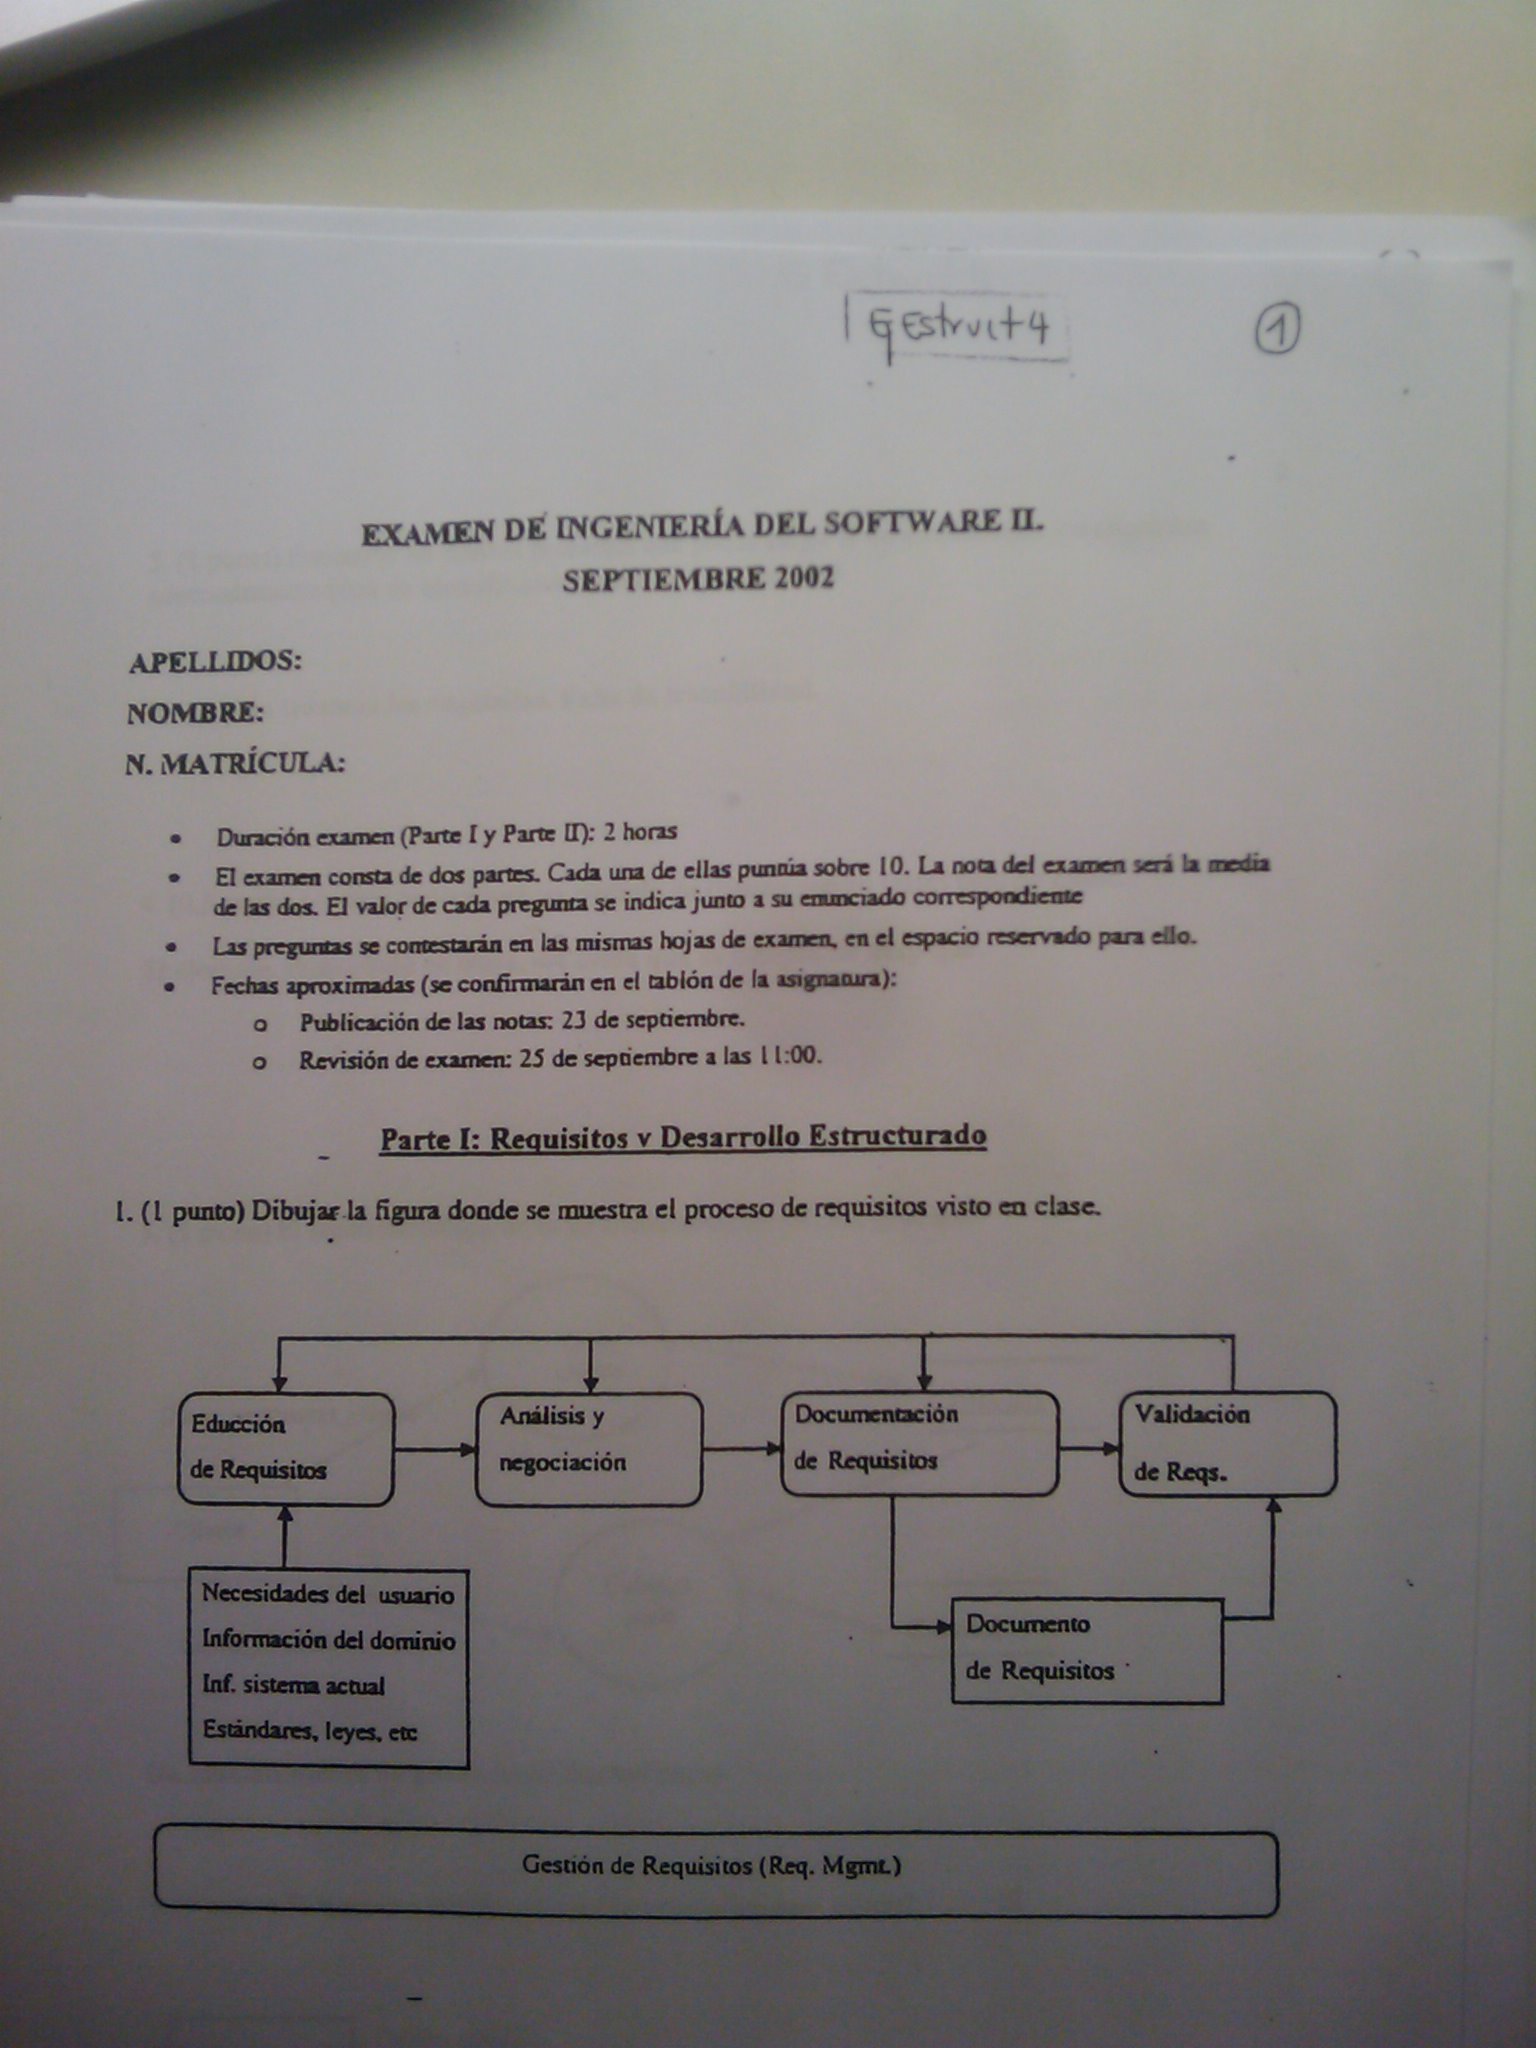 EJEstruct4
1
EXAMEN DE INGENIERÍA DEL SOFTWARE II.
SEPTIEMBRE 2002
APELLIDOS:
NOMBRE:
N. MATRÍCULA:
• Duración examen (Parte I y Parte II): 2 horas
• El examen consta de dos partes. Cada una de ellas puntúa sobre 10. La nota del examen será la media
de las dos. El valor de cada pregunta se indica junto a su enunciado correspondiente
• Las preguntas se contestarán en las mismas hojas de examen, en el espacio reservado para ello.
• Fechas aproximadas (se confirmarán en el tablón de la asignatura):
o Publicación de las notas: 23 de septiembre.
o Revisión de examen: 25 de septiembre a las 11:00.
Parte I: Requisitos y Desarrollo Estructurado
1. (1 punto) Dibujar la figura donde se muestra el proceso de requisitos visto en clase.
Educción
de Requisitos
Análisis y
negociación
Documentación
de Requisitos
Validación
de Reqs.
Necesidades del usuario
Información del dominio
Inf. sistema actual
Estándares, leyes, etc
Documento
de Requisitos
Gestión de Requisitos (Req. Mgmt.)